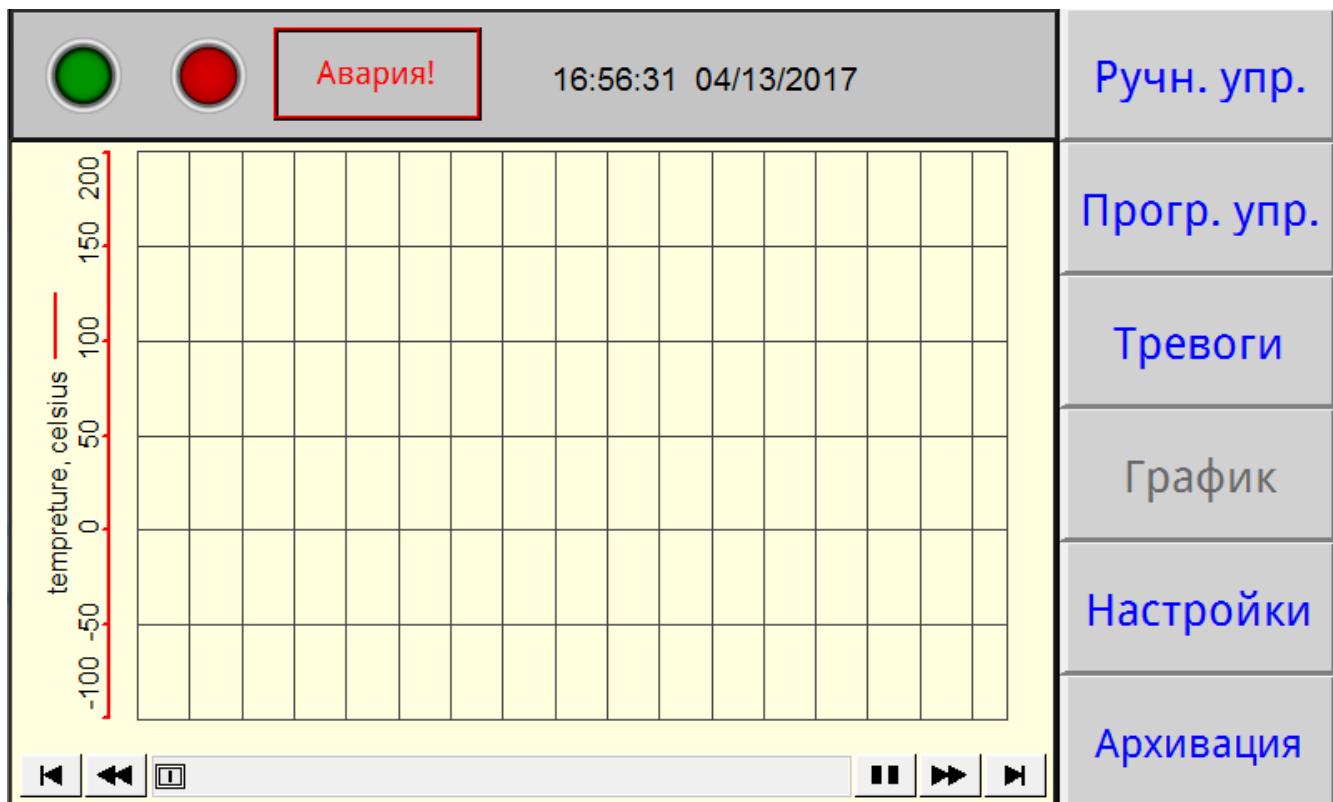 Авария!
16:56:31 04/13/2017
Ручн. упр.
Прогр. упр.
Тревоги
График
Настройки
Архивация
tempreture, celsius
200
150
100
50
0
-50
-100